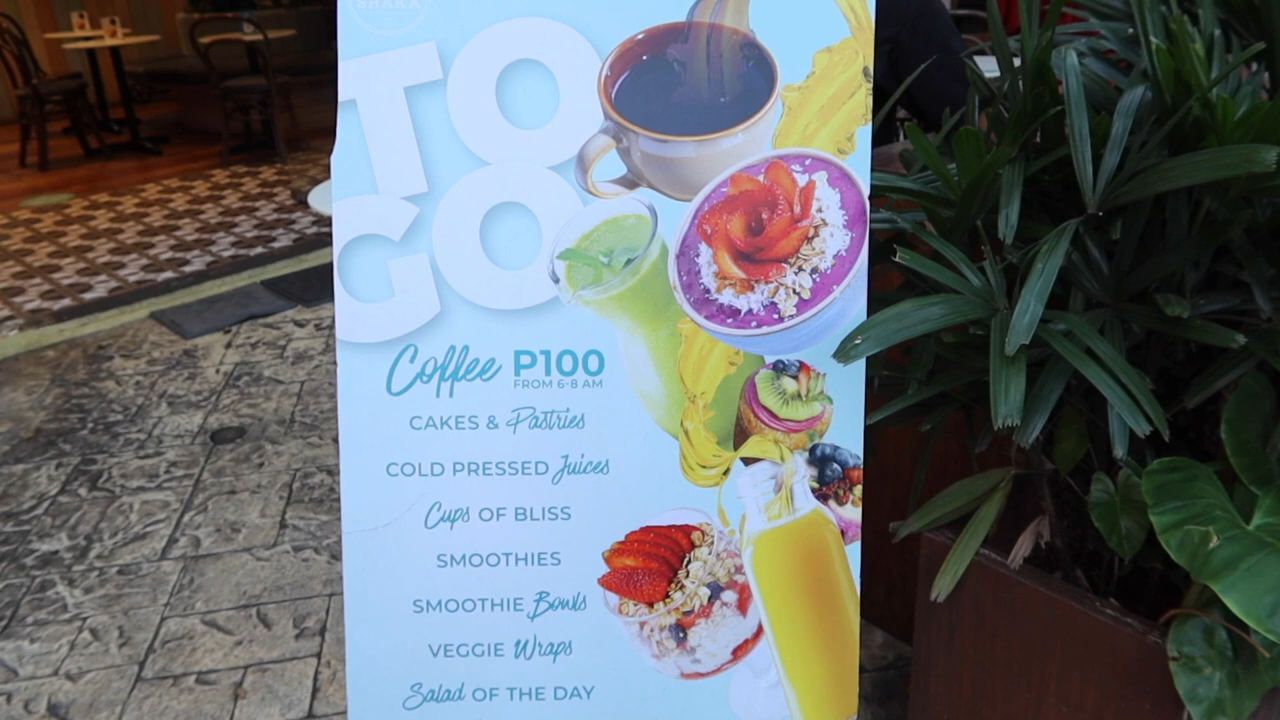 SHAKA
TO
GO
Coffee P100
FROM 6-8 AM
CAKES & Pastries
COLD PRESSED Juices
Cups OF BLISS
SMOOTHIES
SMOOTHIE Bowls
VEGGIE Wraps
Salad OF THE DAY